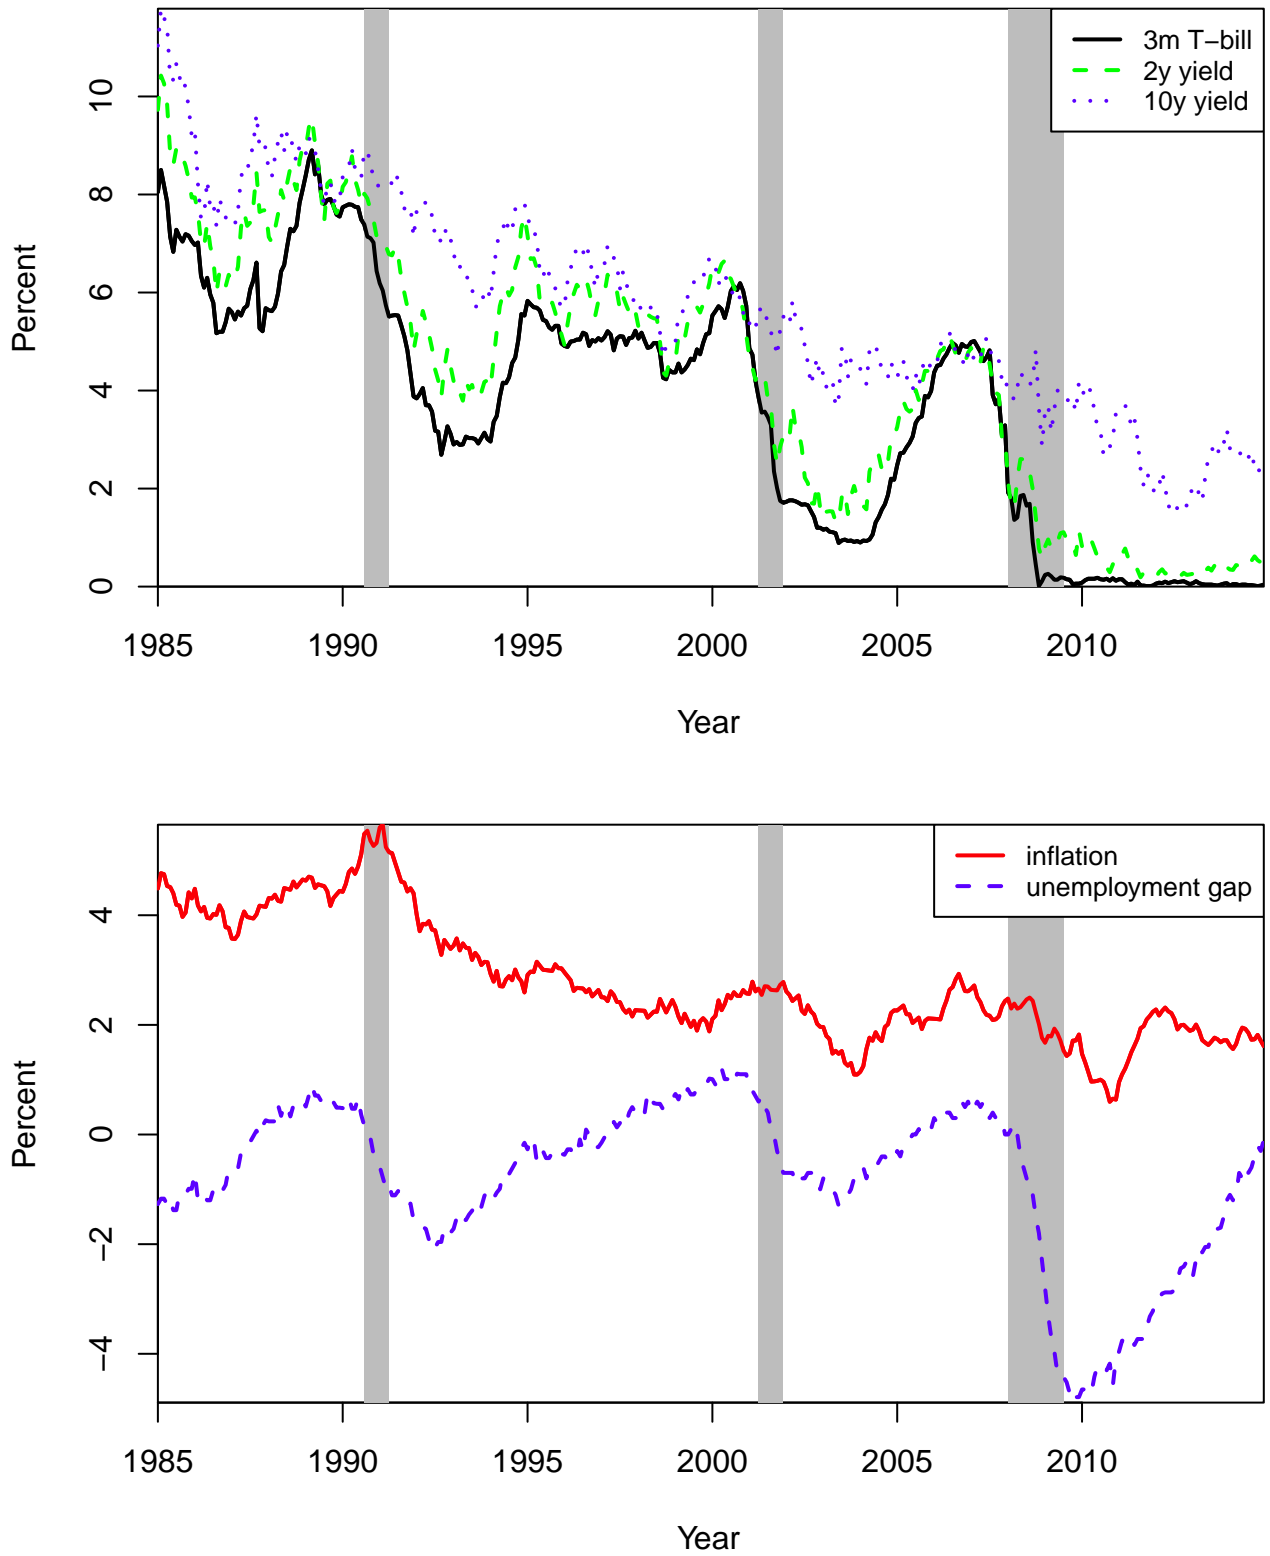 3m T−bill
2y yield
10y yield
Percent
10
8
6
4
2
0
1985 1990 1995 2000 2005 2010
Year
inflation
unemployment gap
Percent
4
2
0
−2
−4
1985 1990 1995 2000 2005 2010
Year